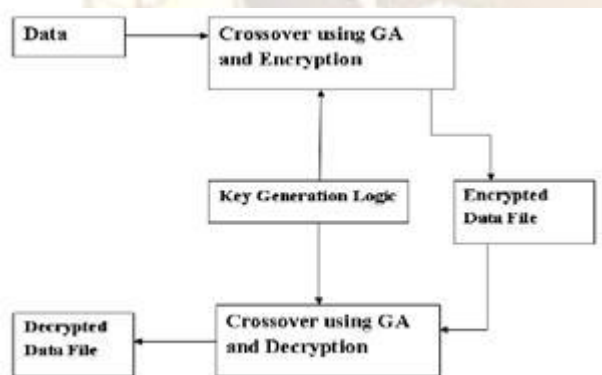 Data
Crossover using GA
and Encryption
Key Generation Logic
Encrypted
Data File
Decrypted
Data File
Crossover using GA
and Decryption